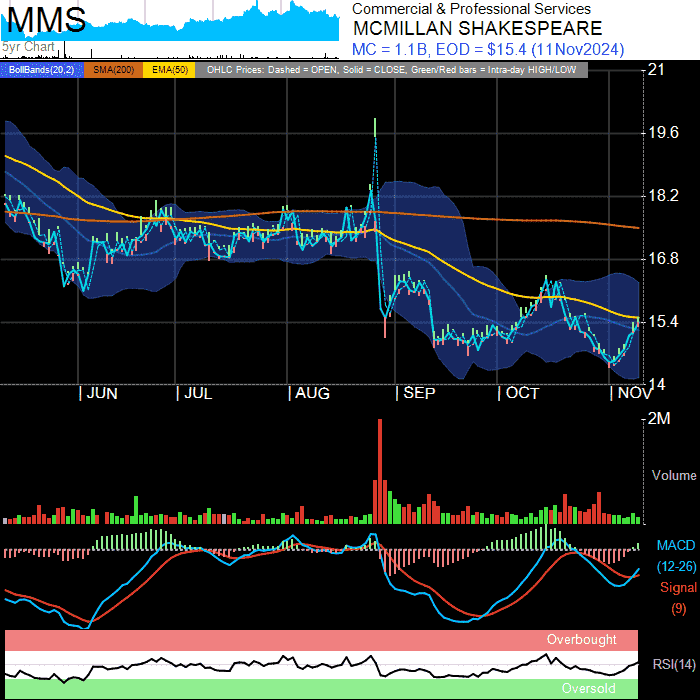 MMS
5yr Chart
Commercial & Professional Services
MCMILLAN SHAKESPEARE
MC = 1.1B, EOD = $15.4 (11Nov2024)
BollBands(20,2) SMA(200) EMA(50) OHLC Prices: Dashed = OPEN, Solid = CLOSE, Green/Red bars = Intra-day HIGH/LOW
21
19.6
18.2
16.8
15.4
14
JUN JUL AUG SEP OCT NOV
2M
Volume
MACD
(12-26)
Signal
(9)
Overbought
RSI(14)
Oversold